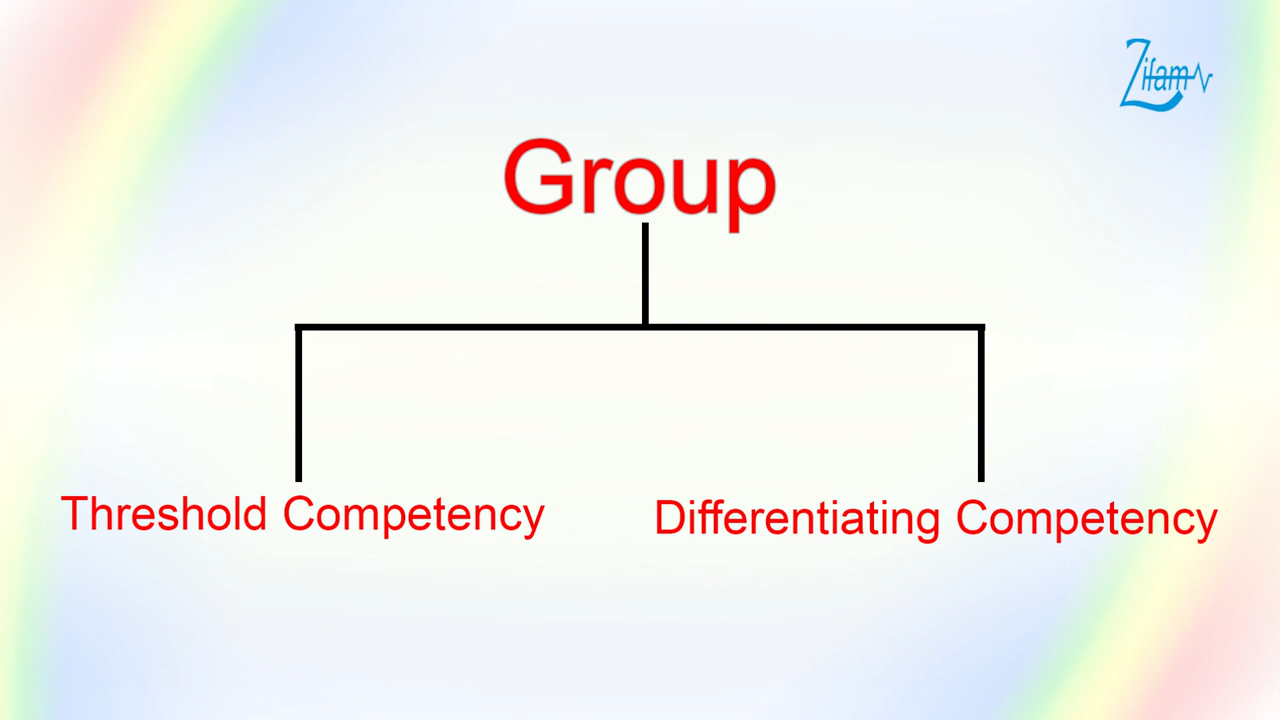 Zifam
Group
Threshold Competency
Differentiating Competency